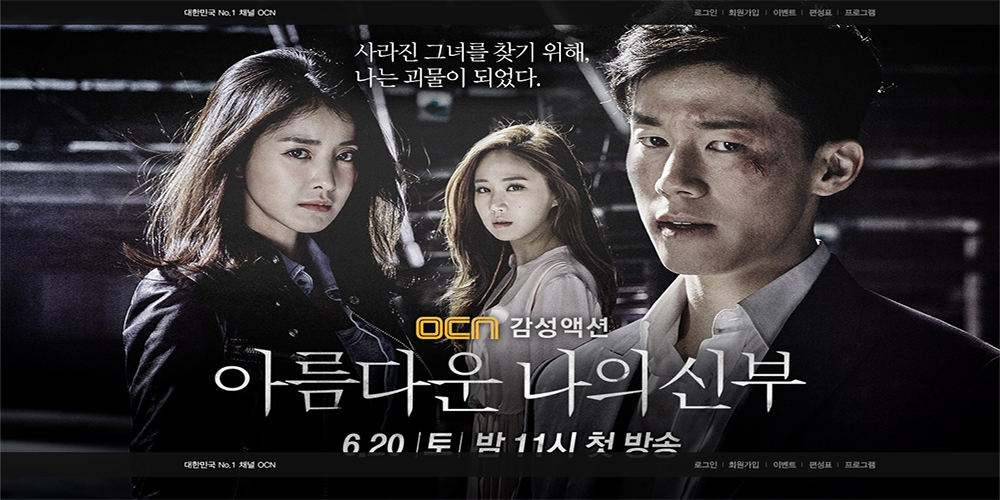 대한민국 No.1 채널 OCN
로그인 | 회원가입 | 이벤트 | 편성표 | 프로그램
사라진 그녀를 찾기 위해,
나는 괴물이 되었다.
OCN 감성액션
아름다운 나의 신부
6.20 |토| 밤 11시 첫 방송
대한민국 No.1 채널 OCN
로그인 | 회원가입 | 이벤트 | 편성표 | 프로그램